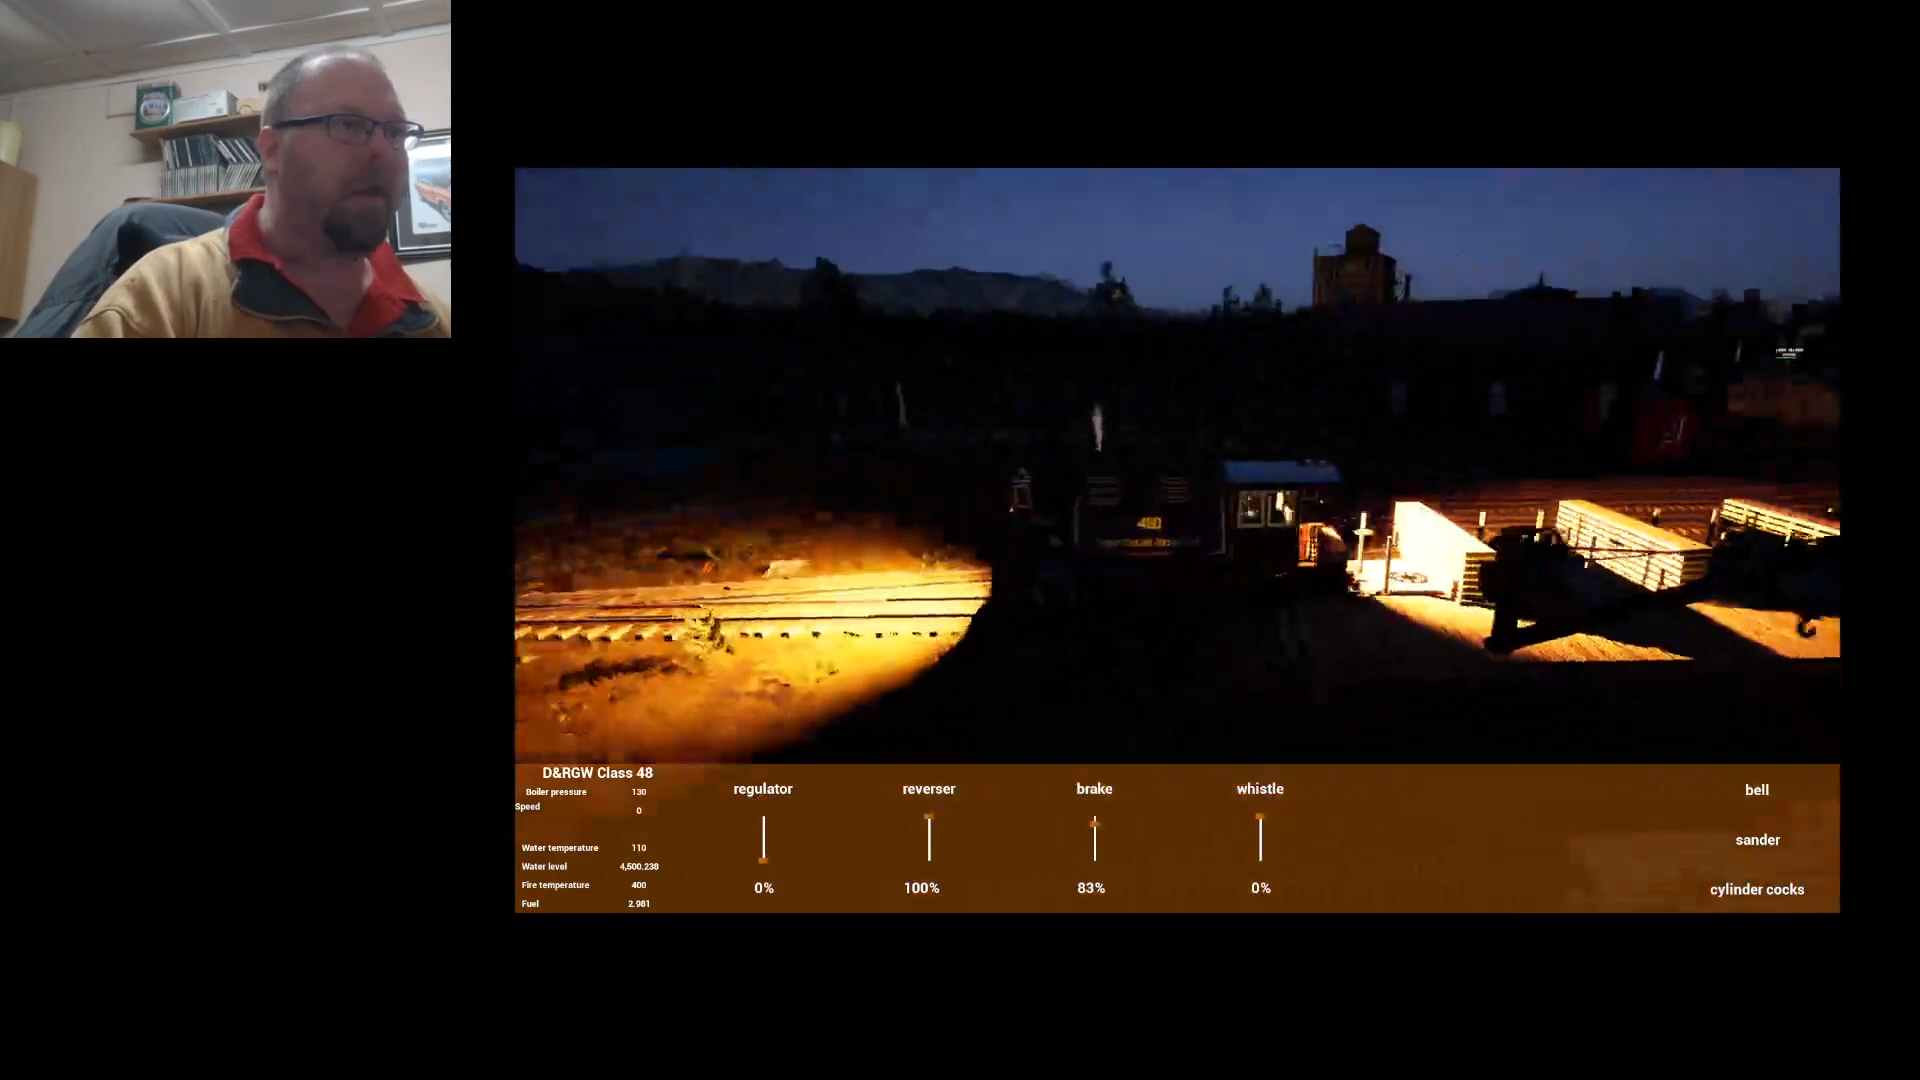 D&RGW Class 48
Boiler pressure 130
Speed 0
Water temperature 110
Water level 4,500.238
Fire temperature 400
Fuel 2.981
regulator
0%
reverser
100%
brake
83%
whistle
0%
bell
sander
cylinder cocks